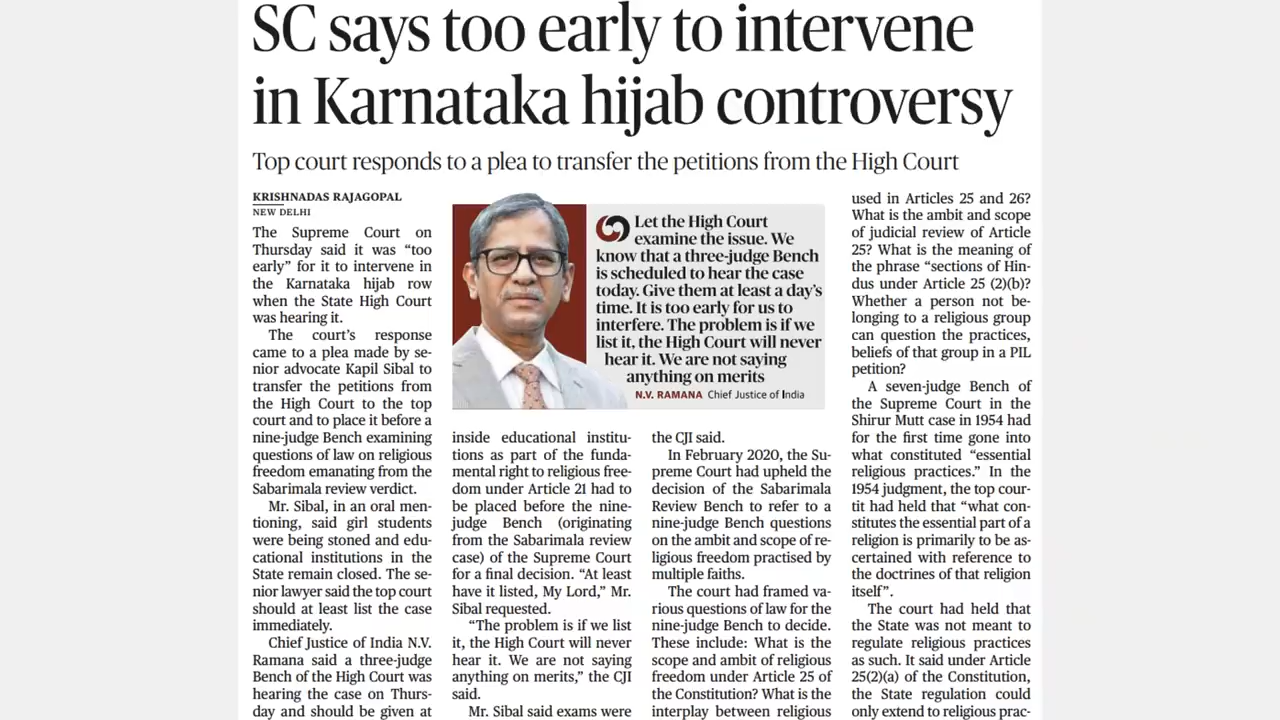 SC says too early to intervene
in Karnataka hijab controversy
Top court responds to a plea to transfer the petitions from the High Court
KRISHNADAS RAJAGOPAL
NEW DELHI
The Supreme Court on
Thursday said it was “too
early” for it to intervene in
the Karnataka hijab row
when the State High Court
was hearing it.
The court’s response
came to a plea made by se-
nior advocate Kapil Sibal to
transfer the petitions from
the High Court to the top
court and to place it before a
nine-judge Bench examining
questions of law on religious
freedom emanating from the
Sabarimala review verdict.
Mr. Sibal, in an oral men-
tioning, said girl students
were being stoned and edu-
cational institutions in the
State remain closed. The se-
nior lawyer said the top court
should at least list the case
immediately.
Chief Justice of India N.V.
Ramana said a three-judge
Bench of the High Court was
hearing the case on Thurs-
day and should be given at
Let the High Court
examine the issue. We
know that a three-judge Bench
is scheduled to hear the case
today. Give them at least a day’s
time. It is too early for us to
interfere. The problem is if we
list it, the High Court will never
hear it. We are not saying
anything on merits
N.V. RAMANA Chief Justice of India
inside educational institu-
tions as part of the funda-
mental right to religious free-
dom under Article 21 had to
be placed before the nine-
judge Bench (originating
from the Sabarimala review
case) of the Supreme Court
for a final decision. “At least
have it listed, My Lord,” Mr.
Sibal requested.
“The problem is if we list
it, the High Court will never
hear it. We are not saying
anything on merits,” the CJI
said.
Mr. Sibal said exams were
the CJI said.
In February 2020, the Su-
preme Court had upheld the
decision of the Sabarimala
Review Bench to refer to a
nine-judge Bench questions
on the ambit and scope of re-
ligious freedom practised by
multiple faiths.
The court had framed va-
rious questions of law for the
nine-judge Bench to decide.
These include: What is the
scope and ambit of religious
freedom under Article 25 of
the Constitution? What is the
interplay between religious
used in Articles 25 and 26?
What is the ambit and scope
of judicial review of Article
25? What is the meaning of
the phrase “sections of Hin-
dus under Article 25 (2)(b)?
Whether a person not be-
longing to a religious group
can question the practices,
beliefs of that group in a PIL
petition?
A seven-judge Bench of
the Supreme Court in the
Shirur Mutt case in 1954 had
for the first time gone into
what constituted “essential
religious practices.” In the
1954 judgment, the top cour-
tit had held that “what con-
stitutes the essential part of a
religion is primarily to be as-
certained with reference to
the doctrines of that religion
itself”.
The court had held that
the State was not meant to
regulate religious practices
as such. It said under Article
25(2)(a) of the Constitution,
the State regulation could
only extend to religious prac-